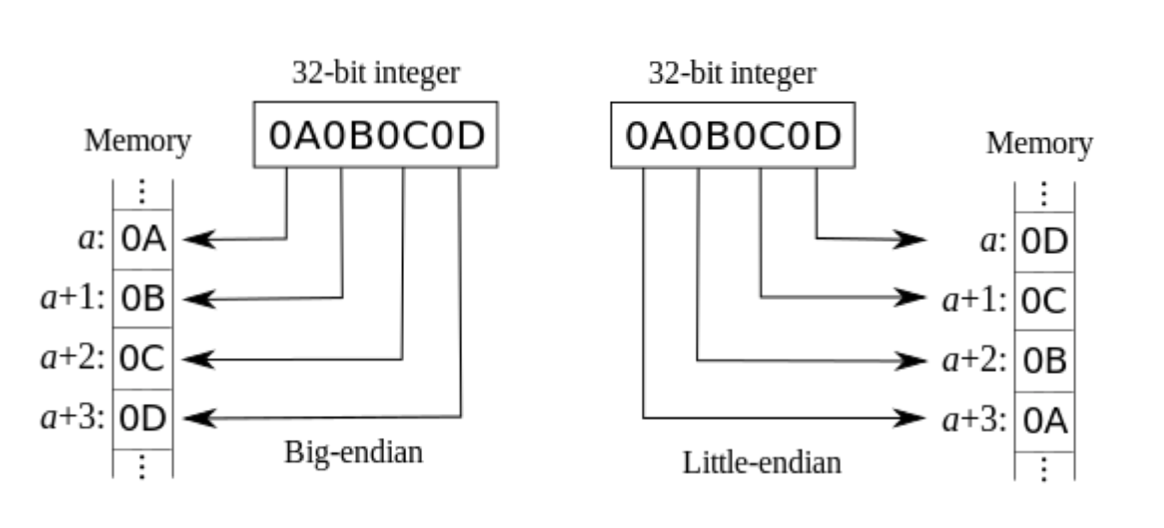 32-bit integer
0A0B0C0D
Memory
⋮
a: 0A
a+1: 0B
a+2: 0C
a+3: 0D
⋮
Big-endian
32-bit integer
0A0B0C0D
Memory
⋮
a: 0D
a+1: 0C
a+2: 0B
a+3: 0A
⋮
Little-endian